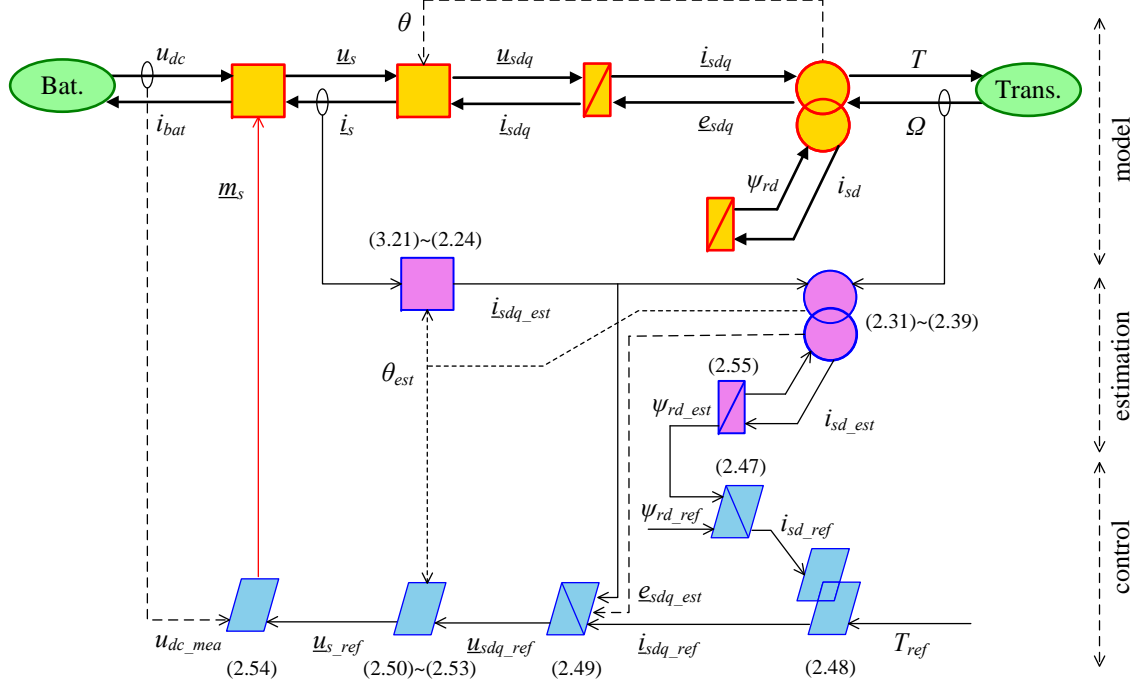 θ
u_dc
u_s
u_sdq
i_sdq
T
Bat.
Trans.
i_bat
i_s
i_sdq
e_sdq
Ω
model
m_s
ψ_rd
i_sd
(3.21)~(2.24)
i_sdq_est
(2.31)~(2.39)
estimation
θ_est
(2.55)
ψ_rd_est
i_sd_est
(2.47)
ψ_rd_ref
i_sd_ref
control
e_sdq_est
u_dc_mea
u_s_ref
u_sdq_ref
i_sdq_ref
T_ref
(2.54)
(2.50)~(2.53)
(2.49)
(2.48)